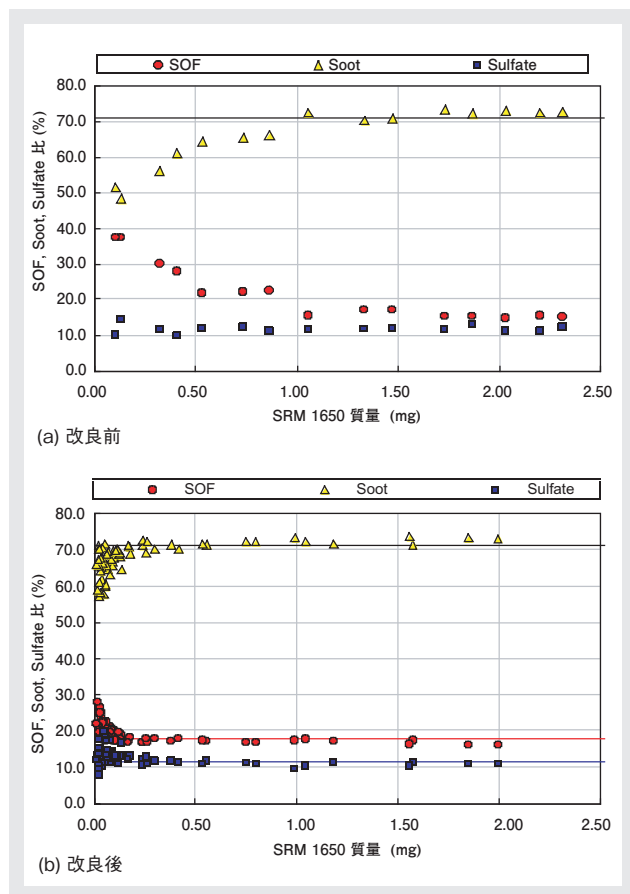 SOF Soot Sulfate
80.0
70.0
60.0
50.0
40.0
30.0
20.0
10.0
0.0
SOF, Soot, Sulfate 比 (%)
0.00 0.50 1.00 1.50 2.00 2.50
SRM 1650 質量 (mg)
(a) 改良前
SOF Soot Sulfate
80.0
70.0
60.0
50.0
40.0
30.0
20.0
10.0
0.0
SOF, Soot, Sulfate 比 (%)
0.00 0.50 1.00 1.50 2.00 2.50
SRM 1650 質量 (mg)
(b) 改良後